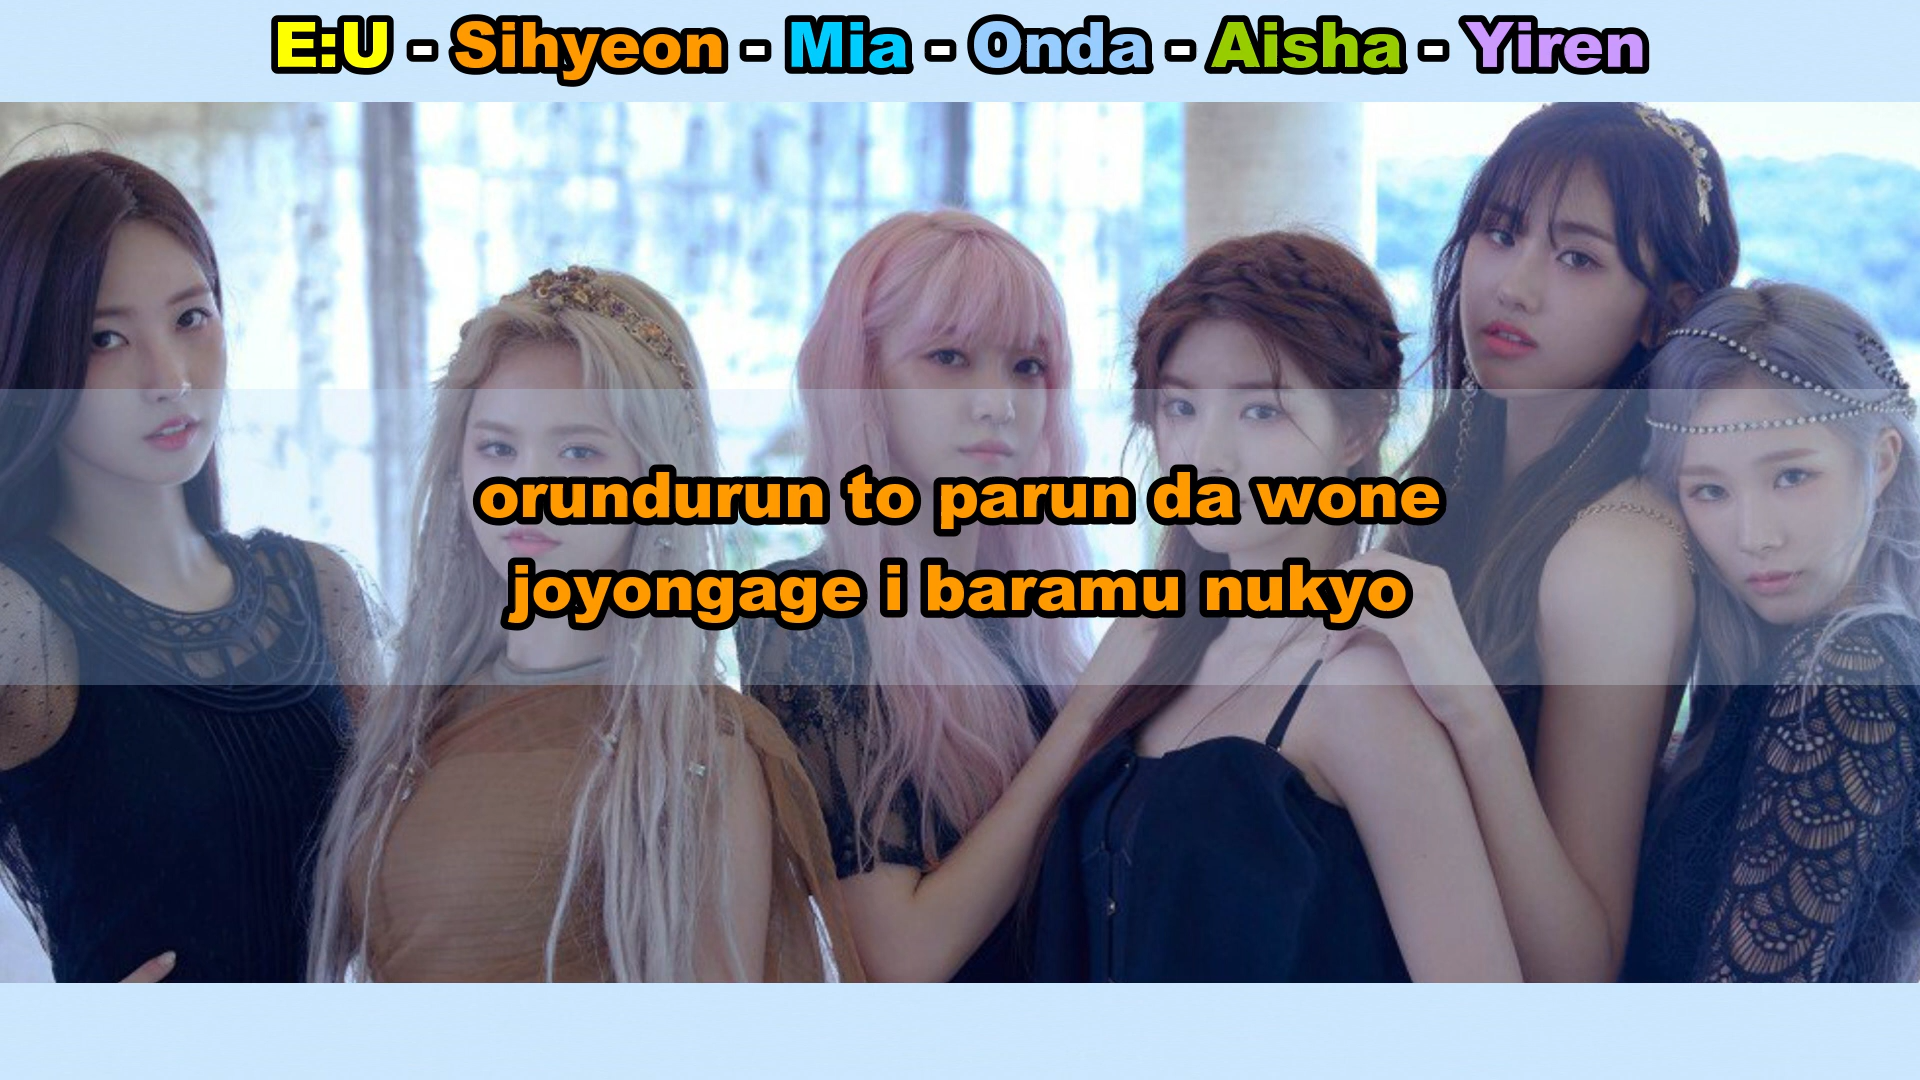 E:U - Sihyeon - Mia - Onda - Aisha - Yiren
orundurun to parun da wone
joyongage i baramu nukyo